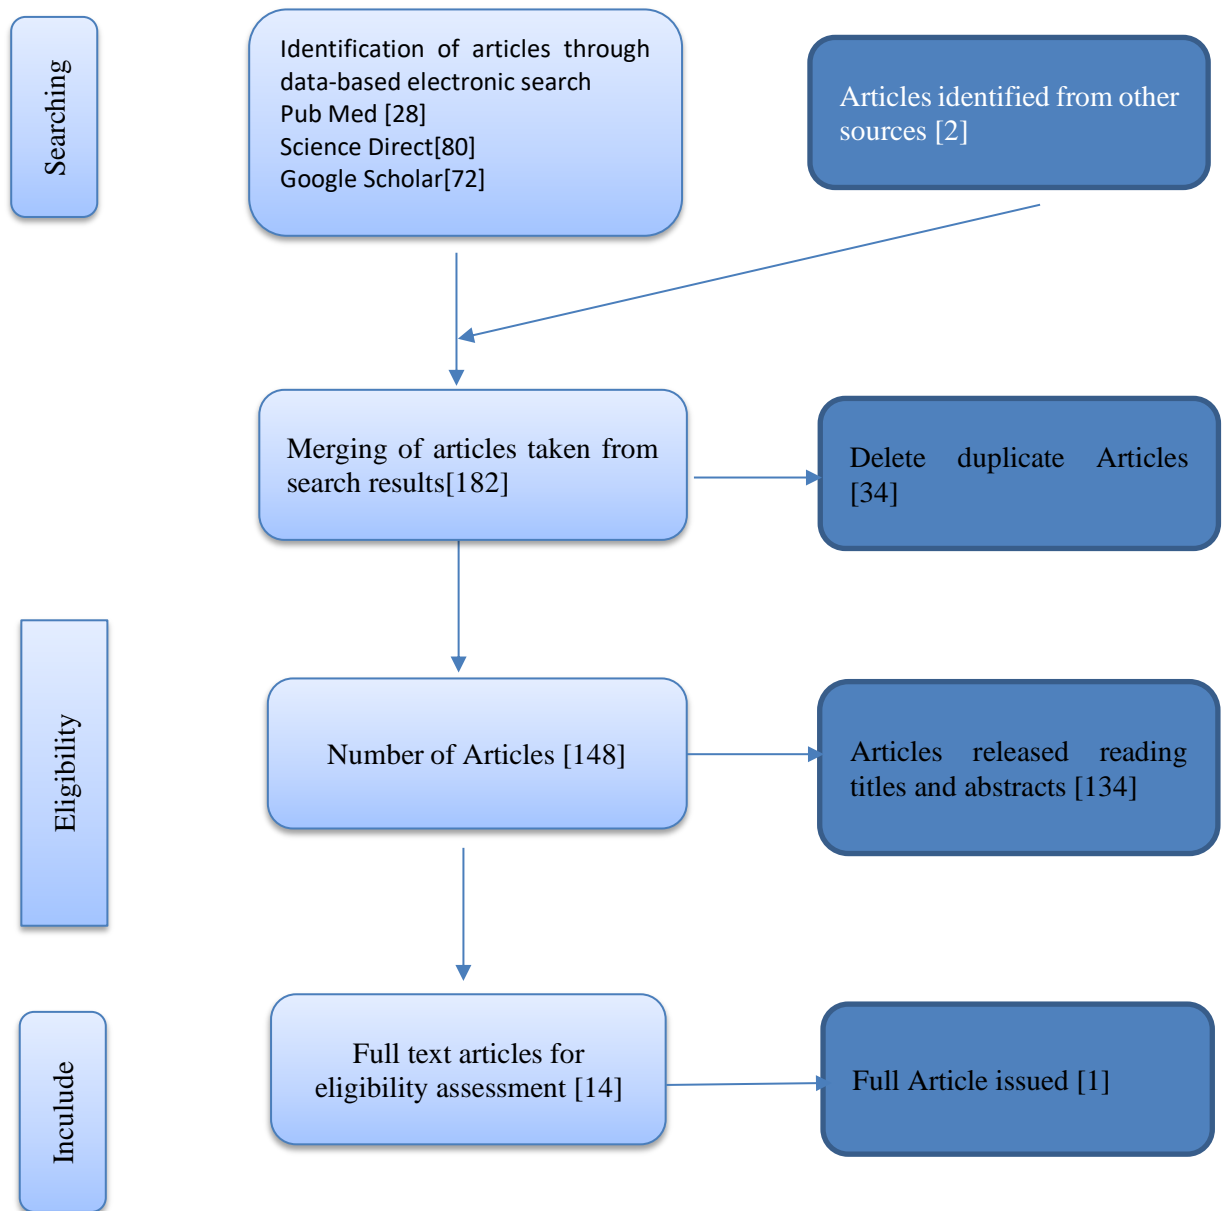 Searching
Identification of articles through
data-based electronic search
Pub Med [28]
Science Direct[80]
Google Scholar[72]
Articles identified from other
sources [2]
Merging of articles taken from
search results[182]
Delete duplicate Articles
[34]
Eligibility
Number of Articles [148]
Articles released reading
titles and abstracts [134]
Inculude
Full text articles for
eligibility assessment [14]
Full Article issued [1]